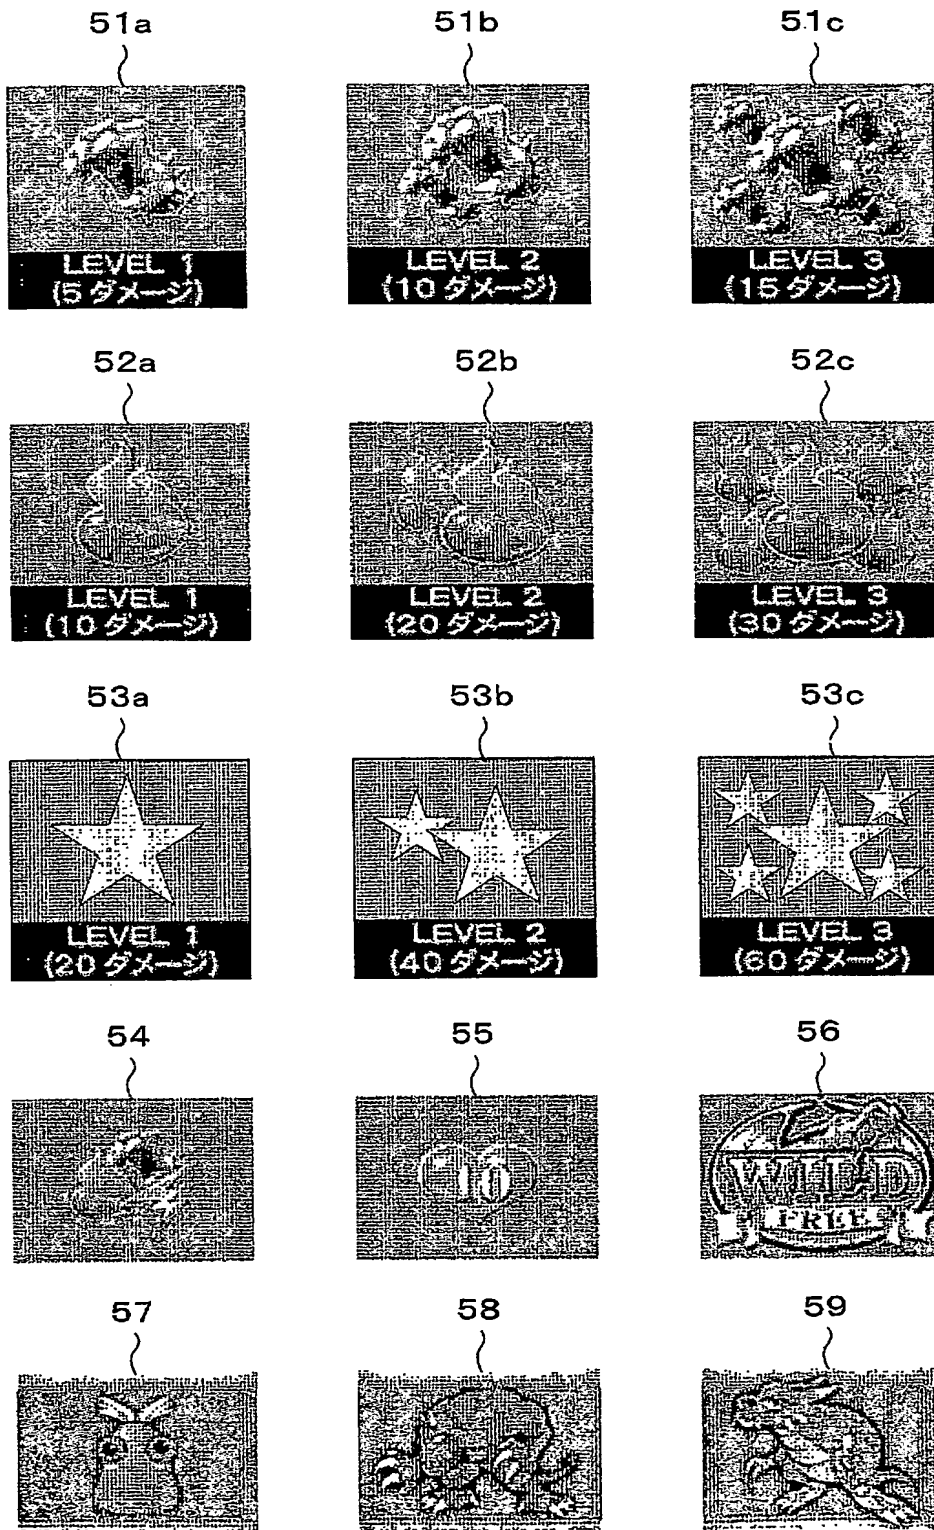 51a 51b 51c
LEVEL 1 LEVEL 2 LEVEL 3
(5 ダメージ) (10 ダメージ) (15 ダメージ)
52a 52b 52c
LEVEL 1 LEVEL 2 LEVEL 3
(10 ダメージ) (20 ダメージ) (30 ダメージ)
53a 53b 53c
LEVEL 1 LEVEL 2 LEVEL 3
(20 ダメージ) (40 ダメージ) (60 ダメージ)
54 55 56
10 WILD
FREE
57 58 59